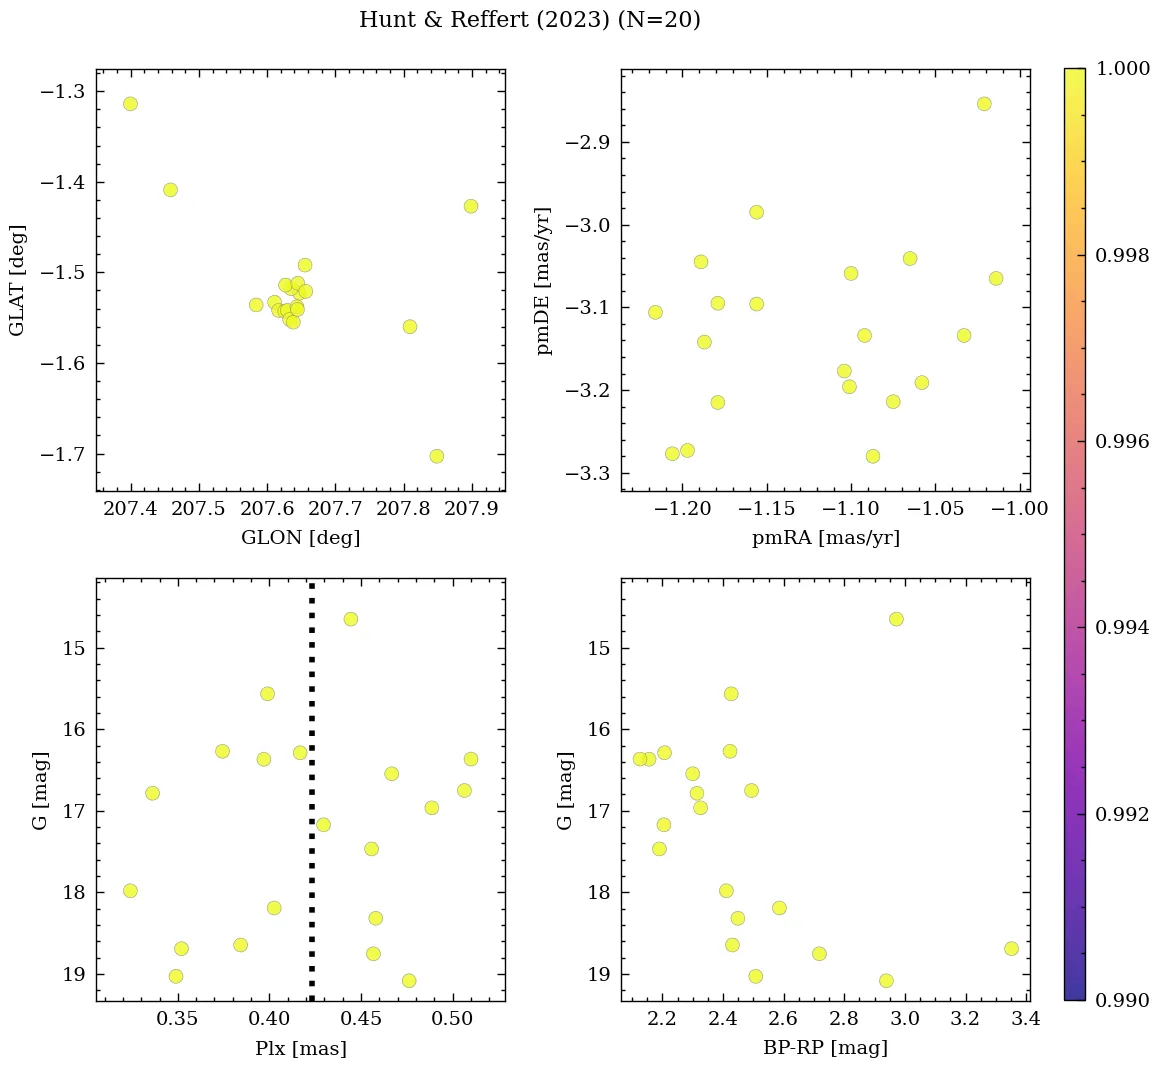 Hunt & Reffert (2023) (N=20)
−1.3
−1.4
−1.5
−1.6
−1.7
GLAT [deg]
207.4 207.5 207.6 207.7 207.8 207.9
GLON [deg]
−2.9
−3.0
−3.1
−3.2
−3.3
pmDE [mas/yr]
−1.20 −1.15 −1.10 −1.05 −1.00
pmRA [mas/yr]
15
16
17
18
19
G [mag]
0.35 0.40 0.45 0.50
Plx [mas]
15
16
17
18
19
G [mag]
2.2 2.4 2.6 2.8 3.0 3.2 3.4
BP-RP [mag]
1.000
0.998
0.996
0.994
0.992
0.990